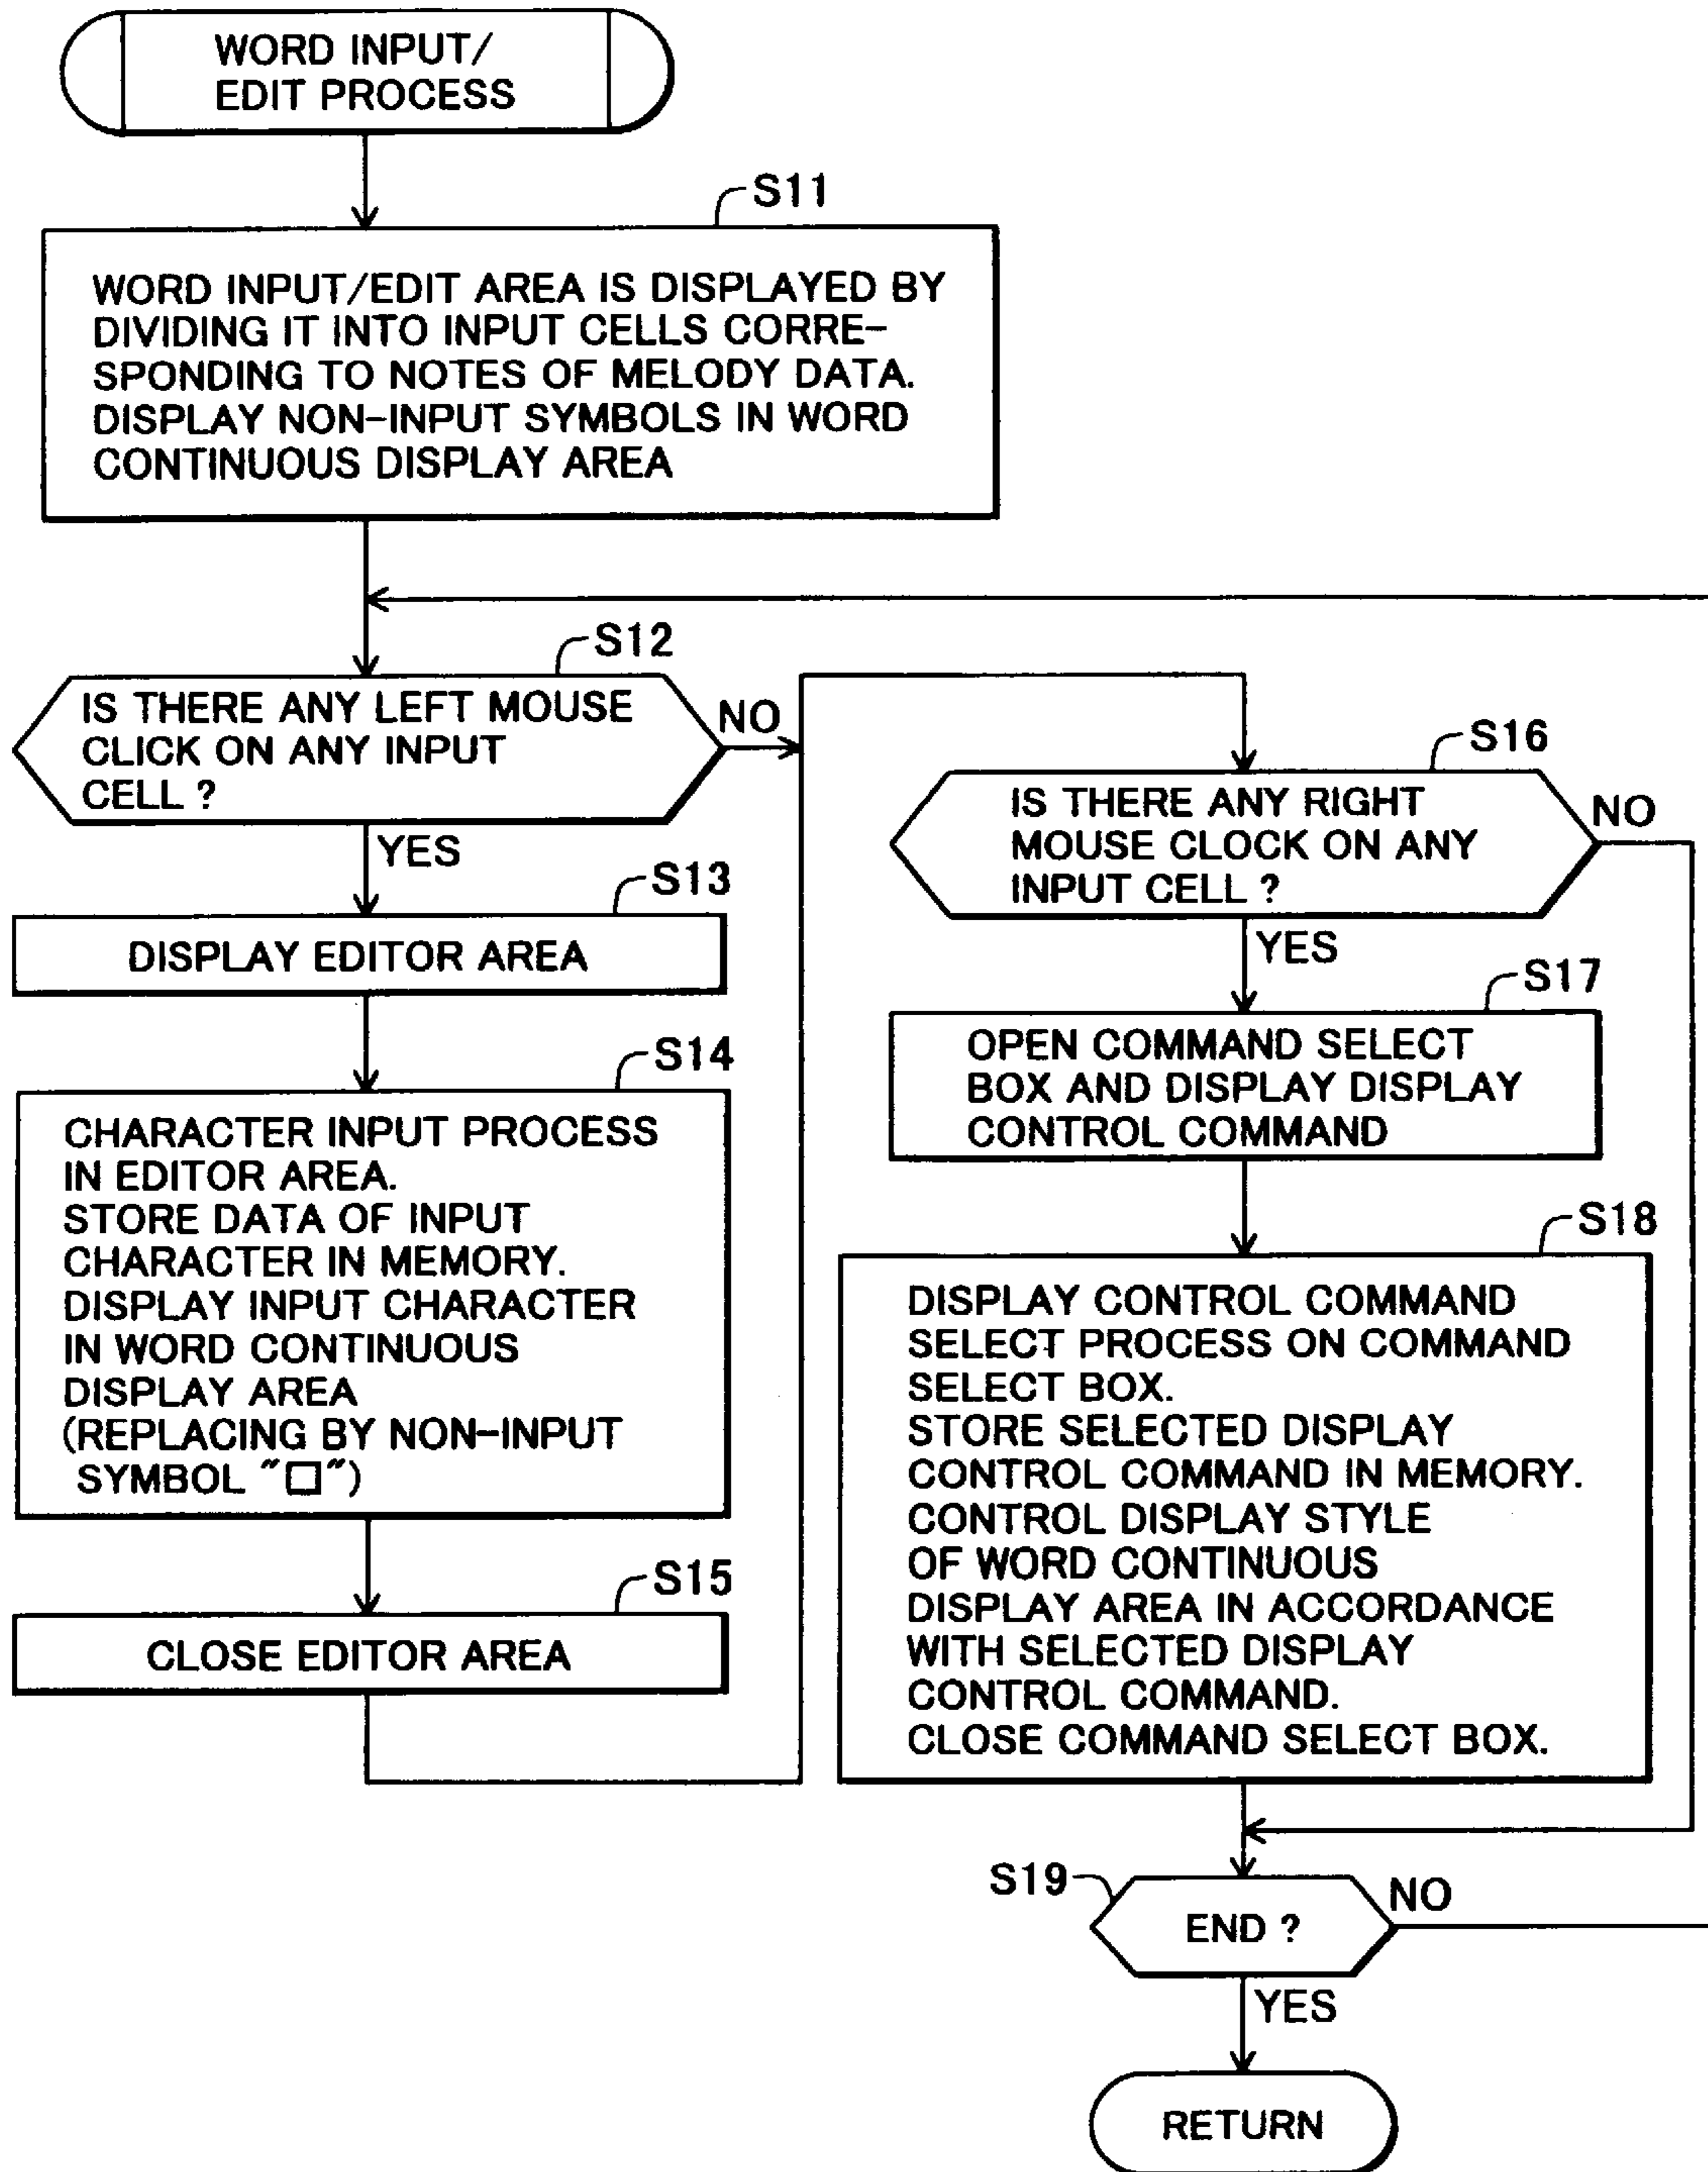 WORD INPUT/
EDIT PROCESS
S11
WORD INPUT/EDIT AREA IS DISPLAYED BY
DIVIDING IT INTO INPUT CELLS CORRE-
SPONDING TO NOTES OF MELODY DATA.
DISPLAY NON-INPUT SYMBOLS IN WORD
CONTINUOUS DISPLAY AREA
S12
IS THERE ANY LEFT MOUSE
CLICK ON ANY INPUT
CELL ?
NO
YES
S13
DISPLAY EDITOR AREA
S14
CHARACTER INPUT PROCESS
IN EDITOR AREA.
STORE DATA OF INPUT
CHARACTER IN MEMORY.
DISPLAY INPUT CHARACTER
IN WORD CONTINUOUS
DISPLAY AREA
(REPLACING BY NON-INPUT
SYMBOL "□")
S15
CLOSE EDITOR AREA
S16
IS THERE ANY RIGHT
MOUSE CLOCK ON ANY
INPUT CELL ?
NO
YES
S17
OPEN COMMAND SELECT
BOX AND DISPLAY DISPLAY
CONTROL COMMAND
S18
DISPLAY CONTROL COMMAND
SELECT PROCESS ON COMMAND
SELECT BOX.
STORE SELECTED DISPLAY
CONTROL COMMAND IN MEMORY.
CONTROL DISPLAY STYLE
OF WORD CONTINUOUS
DISPLAY AREA IN ACCORDANCE
WITH SELECTED DISPLAY
CONTROL COMMAND.
CLOSE COMMAND SELECT BOX.
S19
END ?
NO
YES
RETURN